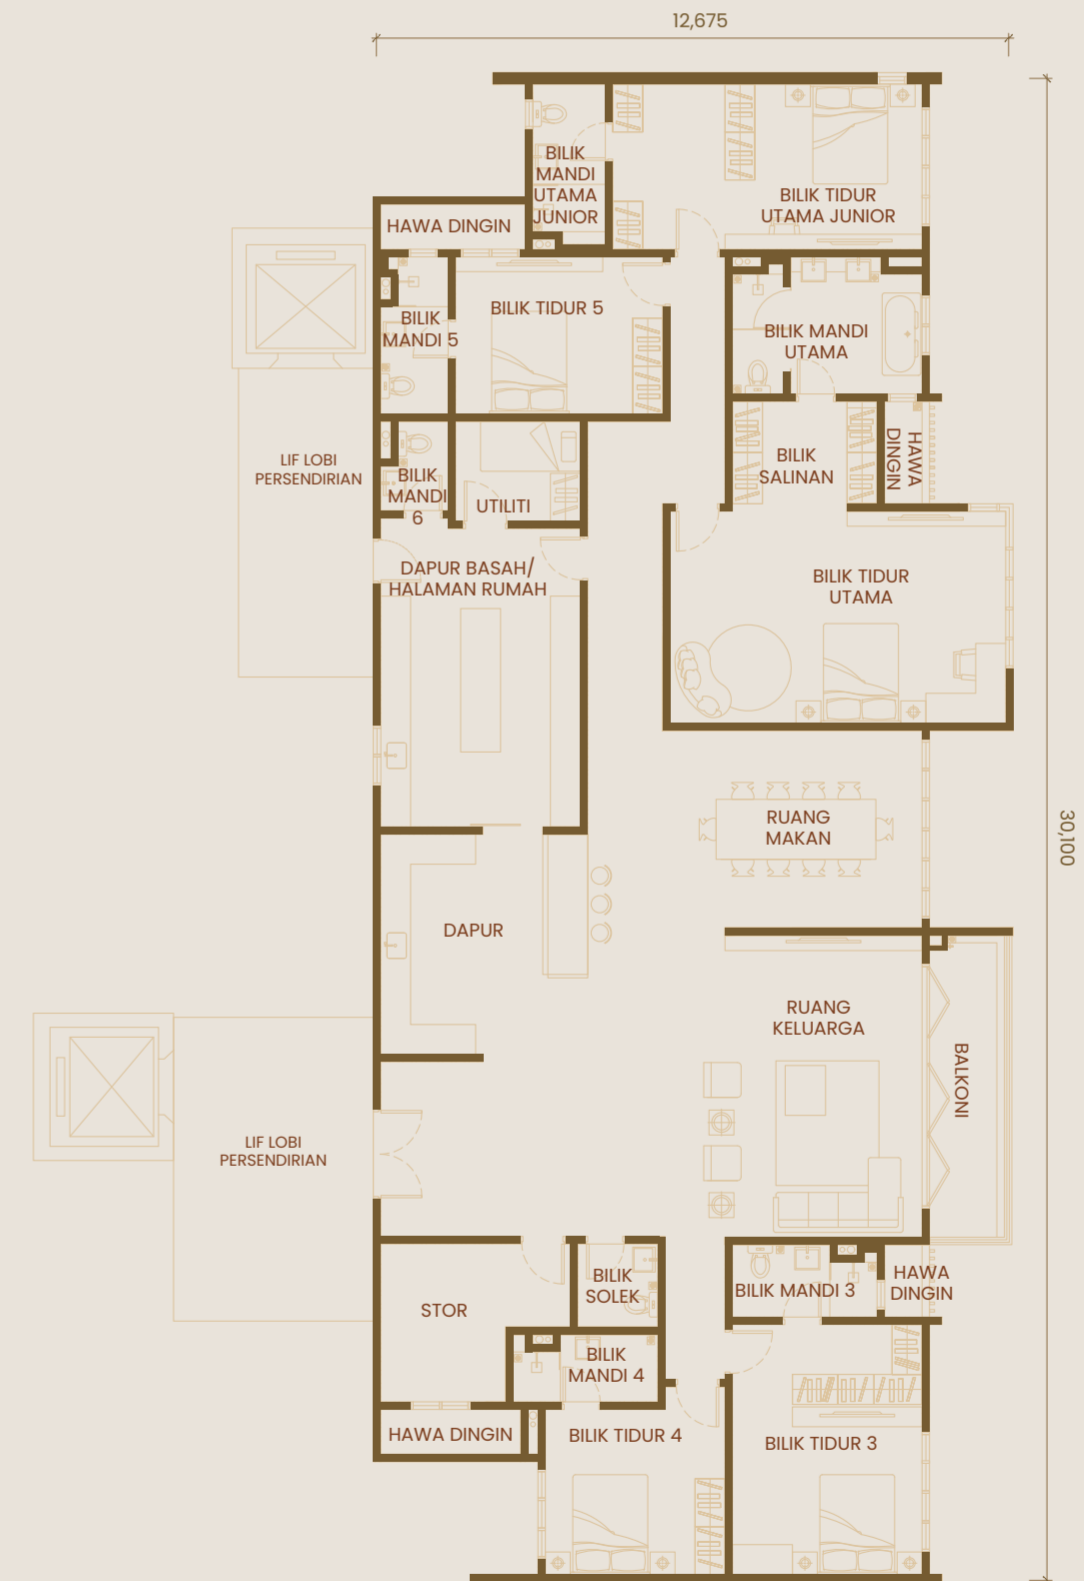 12,675
BILIK
MANDI
UTAMA
JUNIOR
BILIK TIDUR
UTAMA JUNIOR
HAWA DINGIN
BILIK TIDUR 5
BILIK
MANDI 5
BILIK MANDI
UTAMA
LIF LOBI
PERSENDIRIAN
BILIK
MANDI
6
UTILITI
BILIK
SALINAN
HAWA
DINGIN
DAPUR BASAH/
HALAMAN RUMAH
BILIK TIDUR
UTAMA
RUANG
MAKAN
30,100
DAPUR
RUANG
KELUARGA
BALKONI
LIF LOBI
PERSENDIRIAN
BILIK
SOLEK
STOR
BILIK MANDI 3
HAWA
DINGIN
BILIK
MANDI 4
HAWA DINGIN
BILIK TIDUR 4
BILIK TIDUR 3